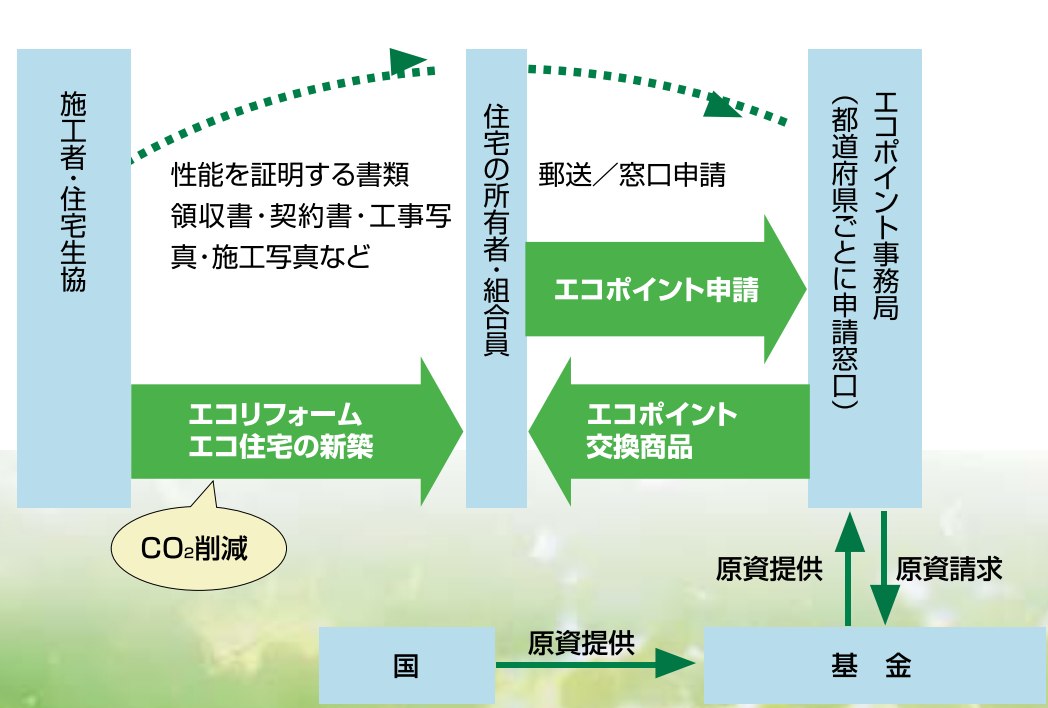 施工者・住宅生協
性能を証明する書類
領収書・契約書・工事写
真・施工写真など
エコリフォーム
エコ住宅の新築
CO₂削減
住宅の所有者・組合員
郵送／窓口申請
エコポイント申請
エコポイント
交換商品
エコポイント事務局
（都道府県ごとに申請窓口）
原資提供
原資請求
国
原資提供
基　金